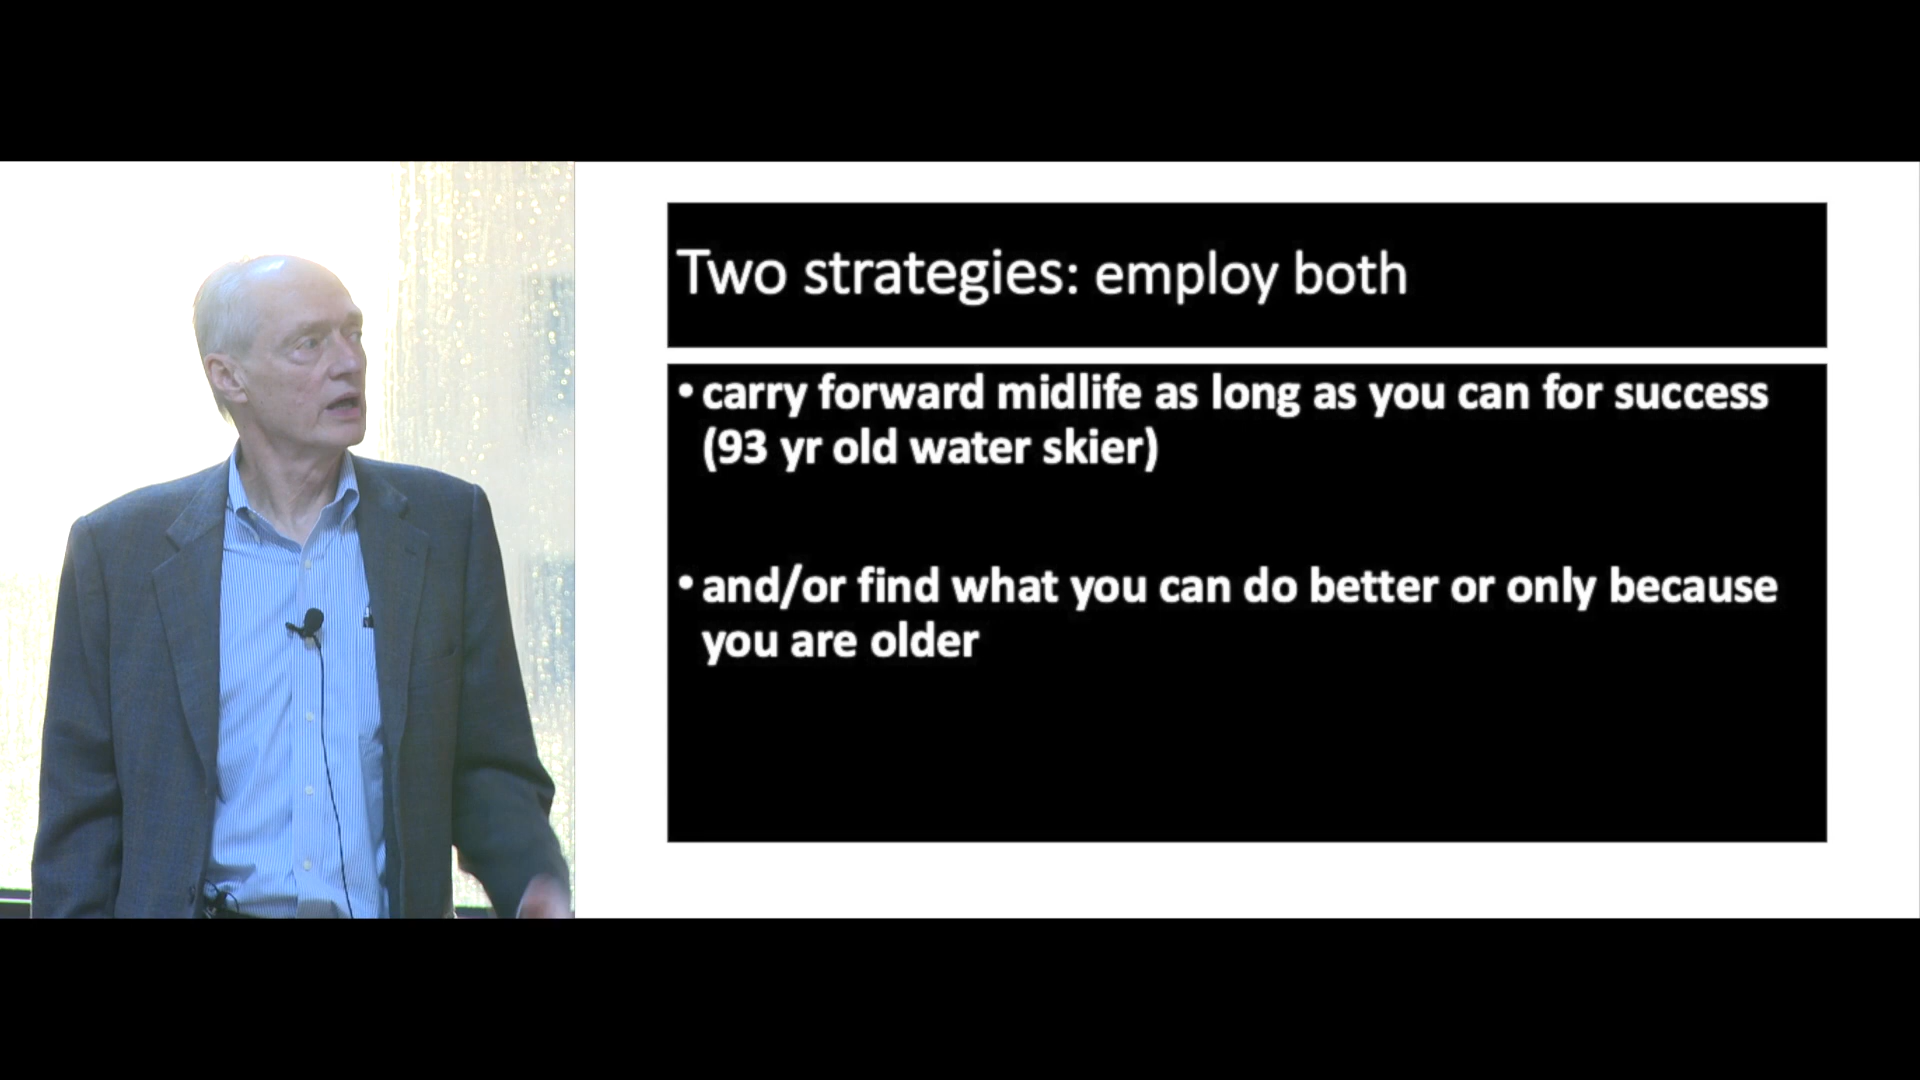 Two strategies: employ both
• carry forward midlife as long as you can for success
(93 yr old water skier)
• and/or find what you can do better or only because
you are older